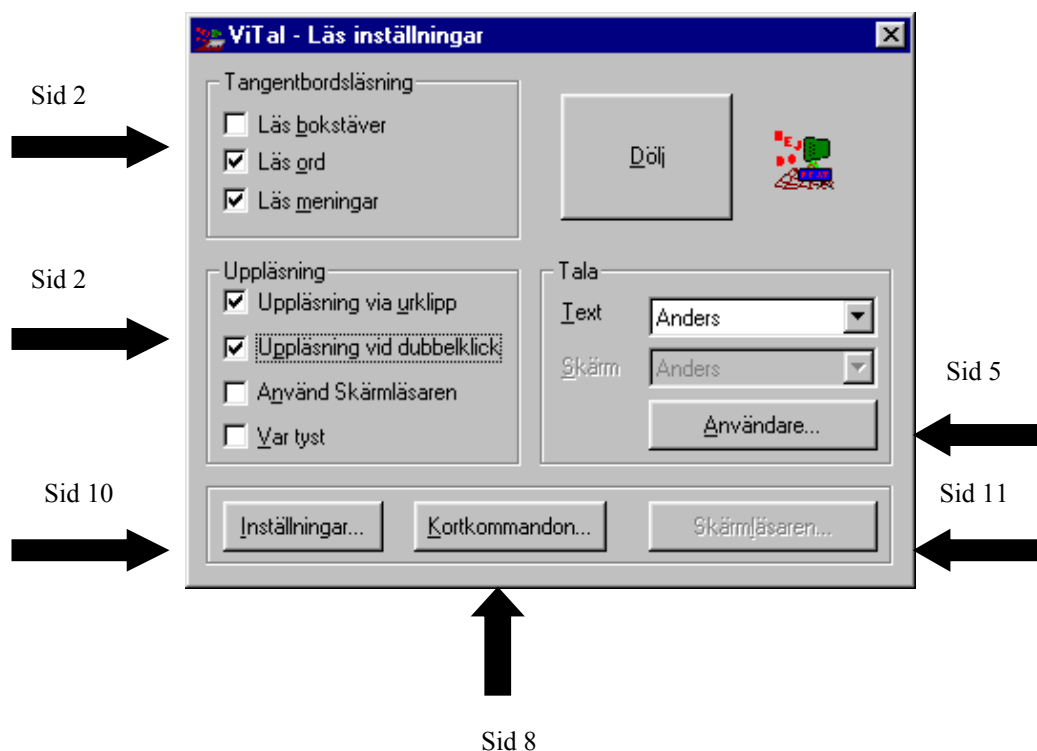 ViTal - Läs inställningar
Sid 2
Tangentbordsläsning
Läs bokstäver
Läs ord
Läs meningar
Dölj
Sid 2
Uppläsning
Uppläsning via urklipp
Uppläsning vid dubbelklick
Använd Skärmläsaren
Var tyst
Tala
Text Anders
Skärm Anders
Användare...
Sid 5
Sid 10
Inställningar... Kortkommandon... Skärmläsaren...
Sid 11
Sid 8